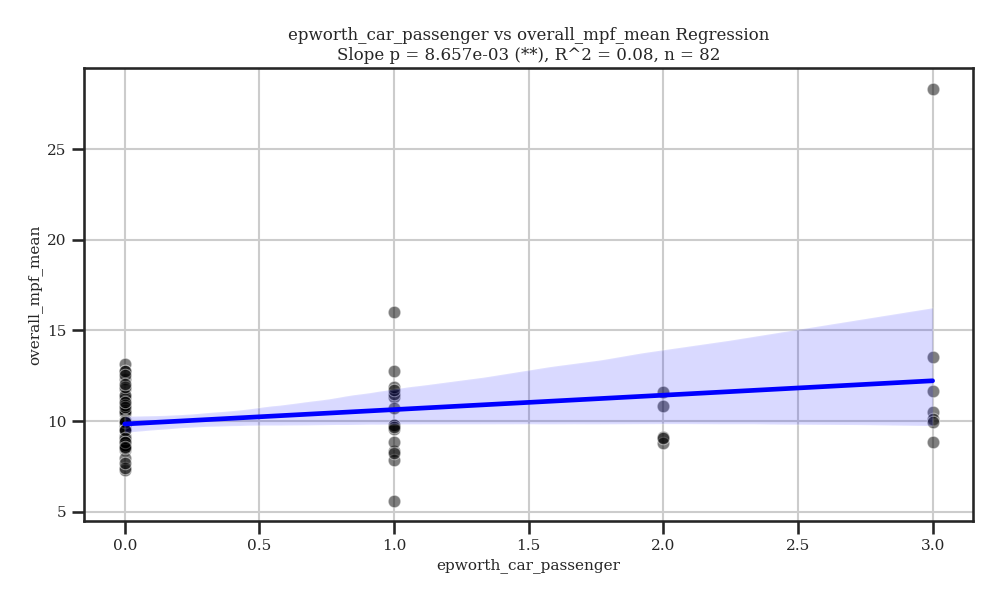 epworth_car_passenger vs overall_mpf_mean Regression
Slope p = 8.657e-03 (**), R^2 = 0.08, n = 82
overall_mpf_mean
25
20
15
10
5
0.0 0.5 1.0 1.5 2.0 2.5 3.0
epworth_car_passenger